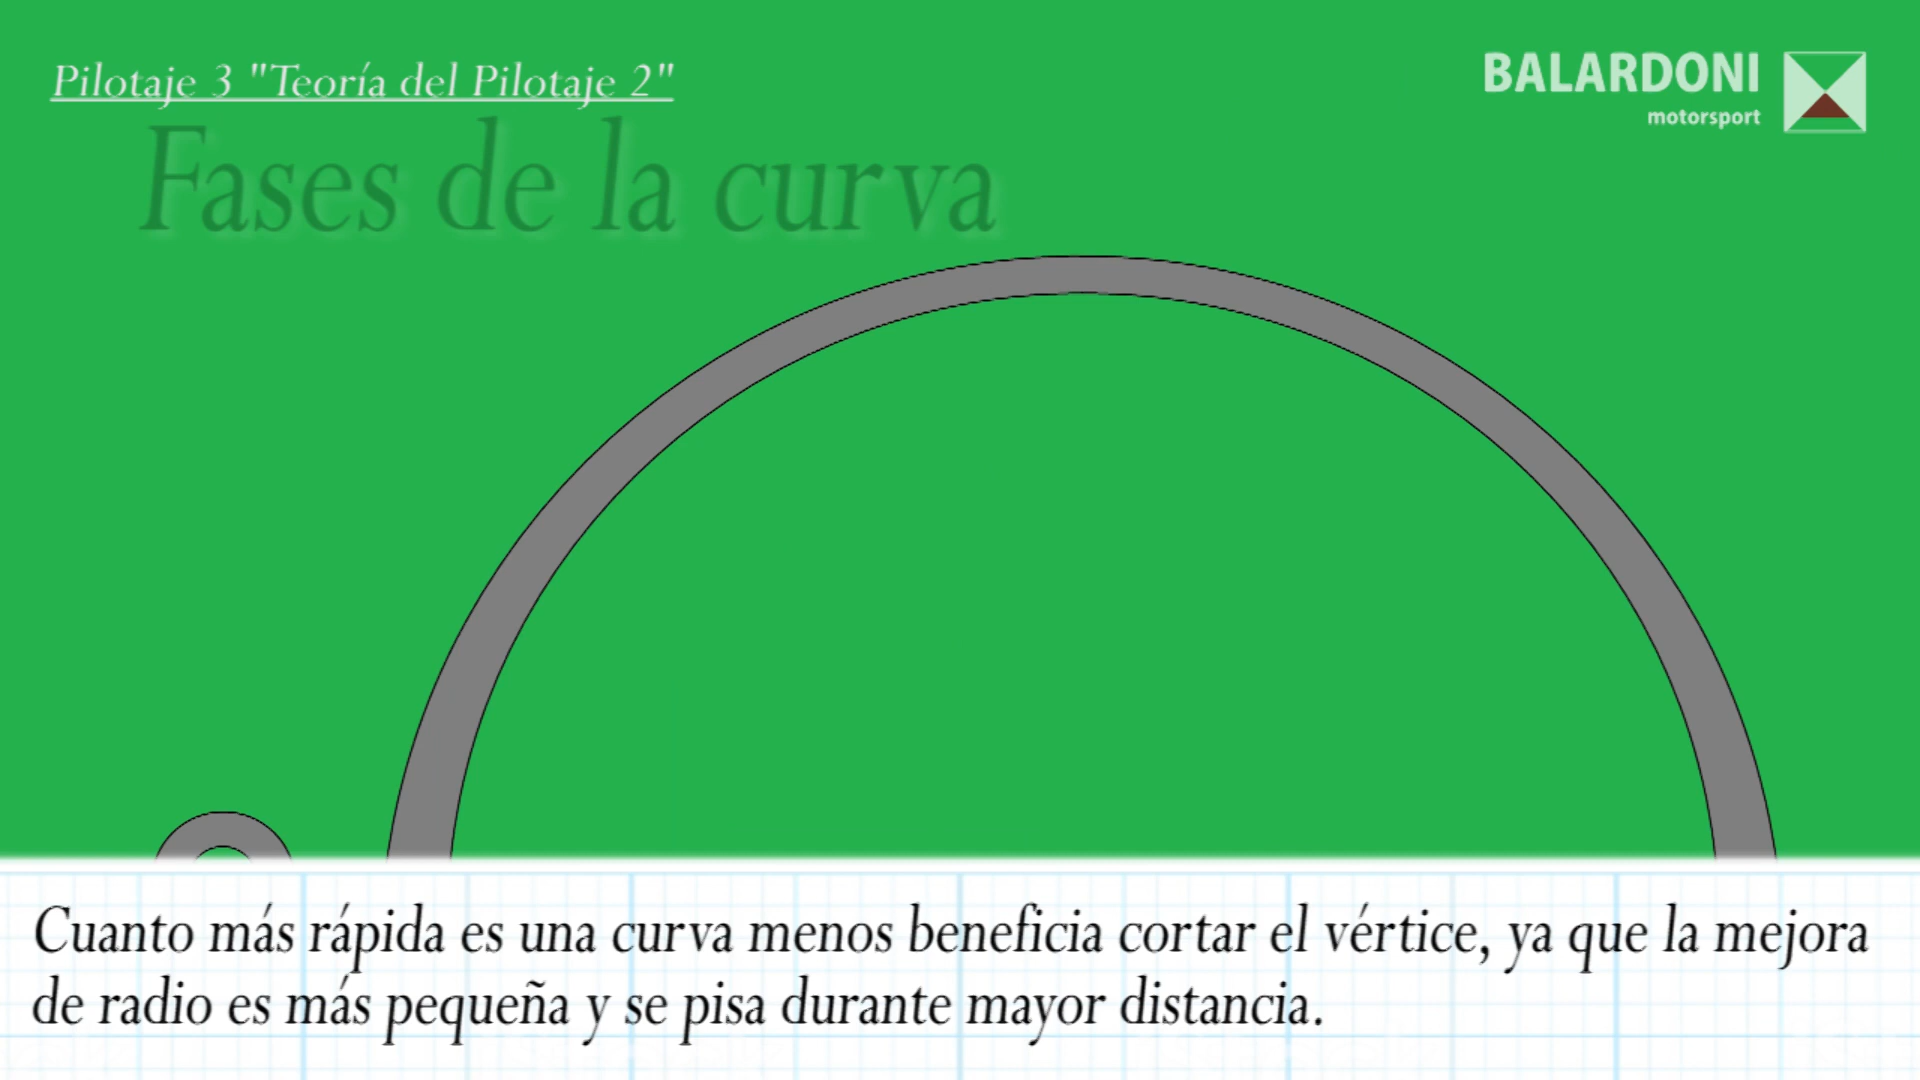 Pilotaje 3 "Teoría del Pilotaje 2"
BALARDONI
motorsport
Fases de la curva
Cuanto más rápida es una curva menos beneficia cortar el vértice, ya que la mejora
de radio es más pequeña y se pisa durante mayor distancia.